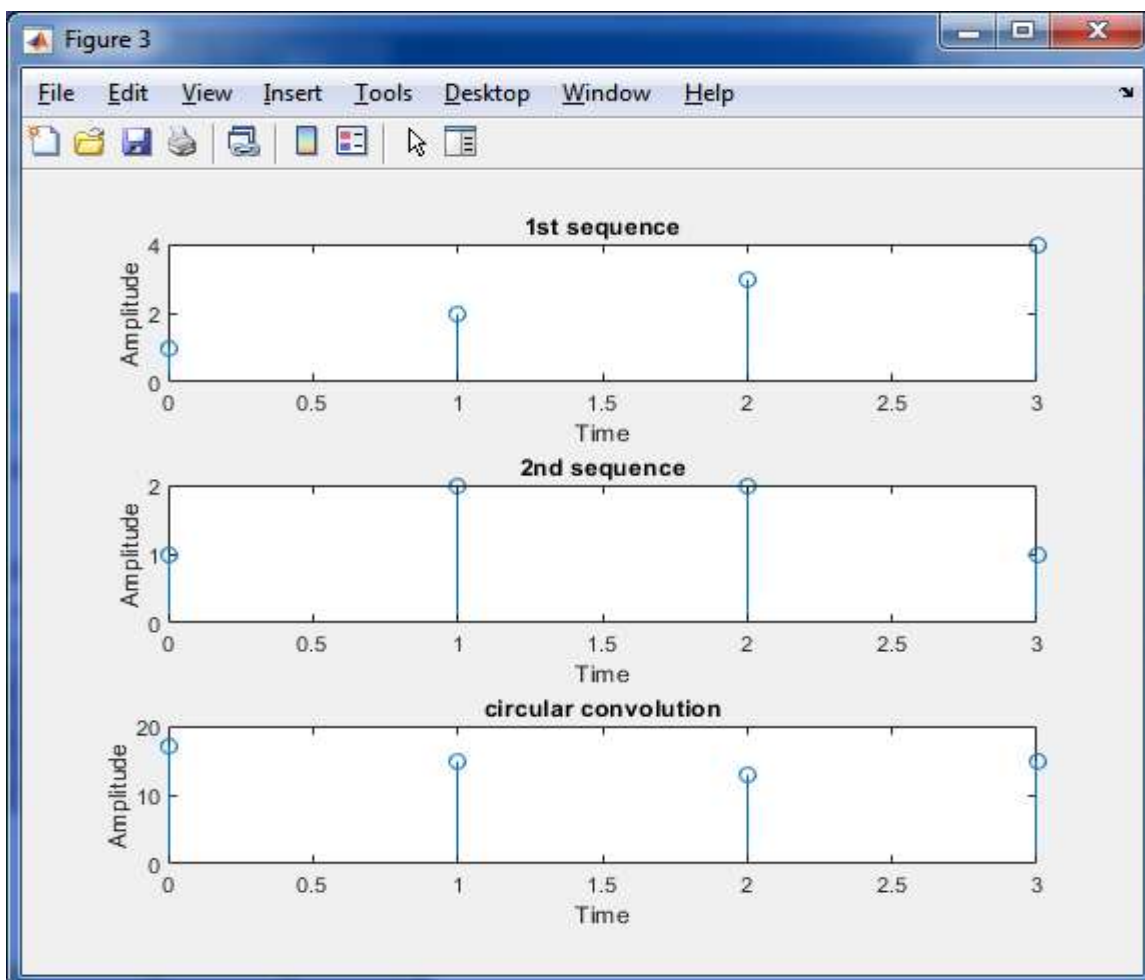 Figure 3
File Edit View Insert Tools Desktop Window Help
1st sequence
Amplitude
4
2
0
0 0.5 1 1.5 2 2.5 3
Time
2nd sequence
Amplitude
2
1
0
0 0.5 1 1.5 2 2.5 3
Time
circular convolution
Amplitude
20
10
0
0 0.5 1 1.5 2 2.5 3
Time